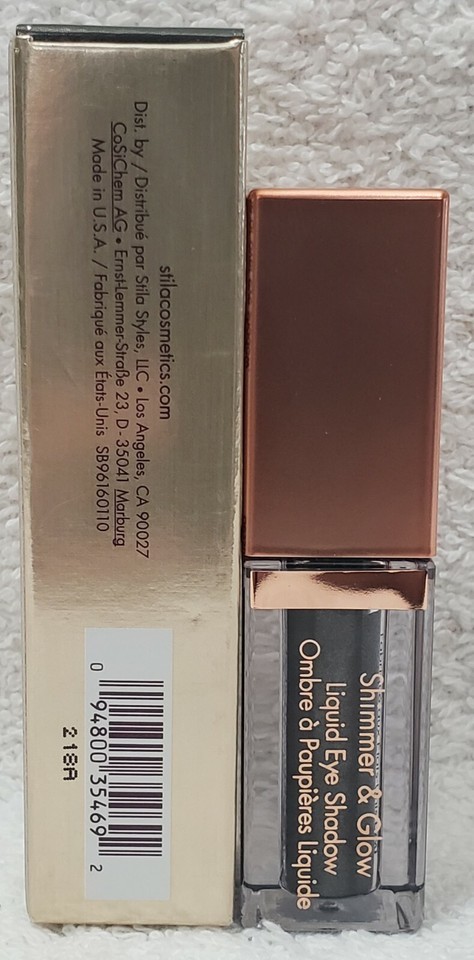 stilacosmetics.com
Dist. by / Distribué par Stila Styles, LLC • Los Angeles, CA 90027
CoSiChem AG • Ernst-Lemmer-Straße 23, D - 35041 Marburg
Made in U.S.A. / Fabriqué aux États-Unis SB96160110
0 94800 35469 2
218A
Shimmer & Glow
Liquid Eye Shadow
Ombre à Paupières Liquide